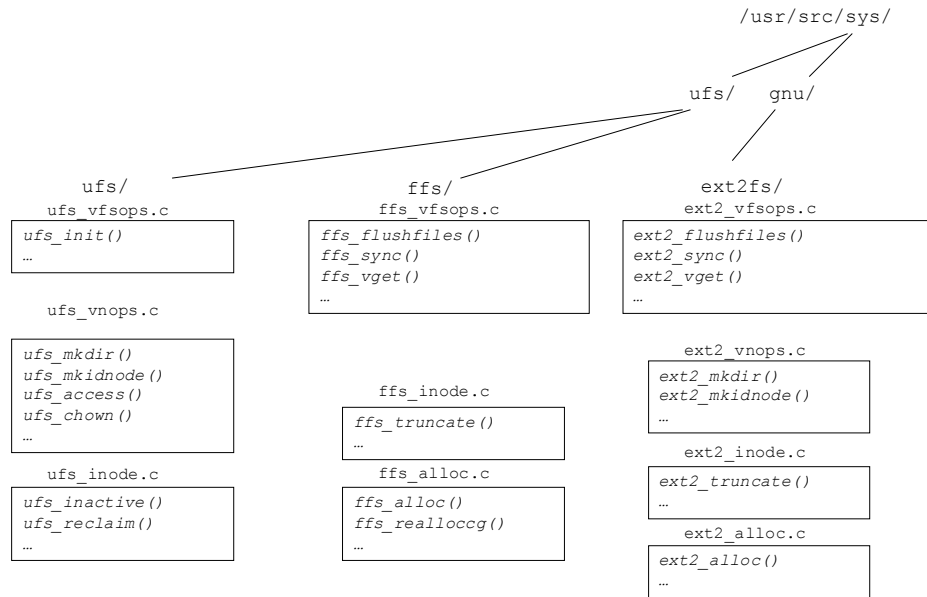 /usr/src/sys/
ufs/
gnu/
ufs/
ufs_vfsops.c
ufs_init()
…
ufs_vnops.c
ufs_mkdir()
ufs_mkidnode()
ufs_access()
ufs_chown()
…
ufs_inode.c
ufs_inactive()
ufs_reclaim()
…
ffs/
ffs_vfsops.c
ffs_flushfiles()
ffs_sync()
ffs_vget()
…
ffs_inode.c
ffs_truncate()
…
ffs_alloc.c
ffs_alloc()
ffs_realloccg()
…
ext2fs/
ext2_vfsops.c
ext2_flushfiles()
ext2_sync()
ext2_vget()
…
ext2_vnops.c
ext2_mkdir()
ext2_mkidnode()
…
ext2_inode.c
ext2_truncate()
…
ext2_alloc.c
ext2_alloc()
…